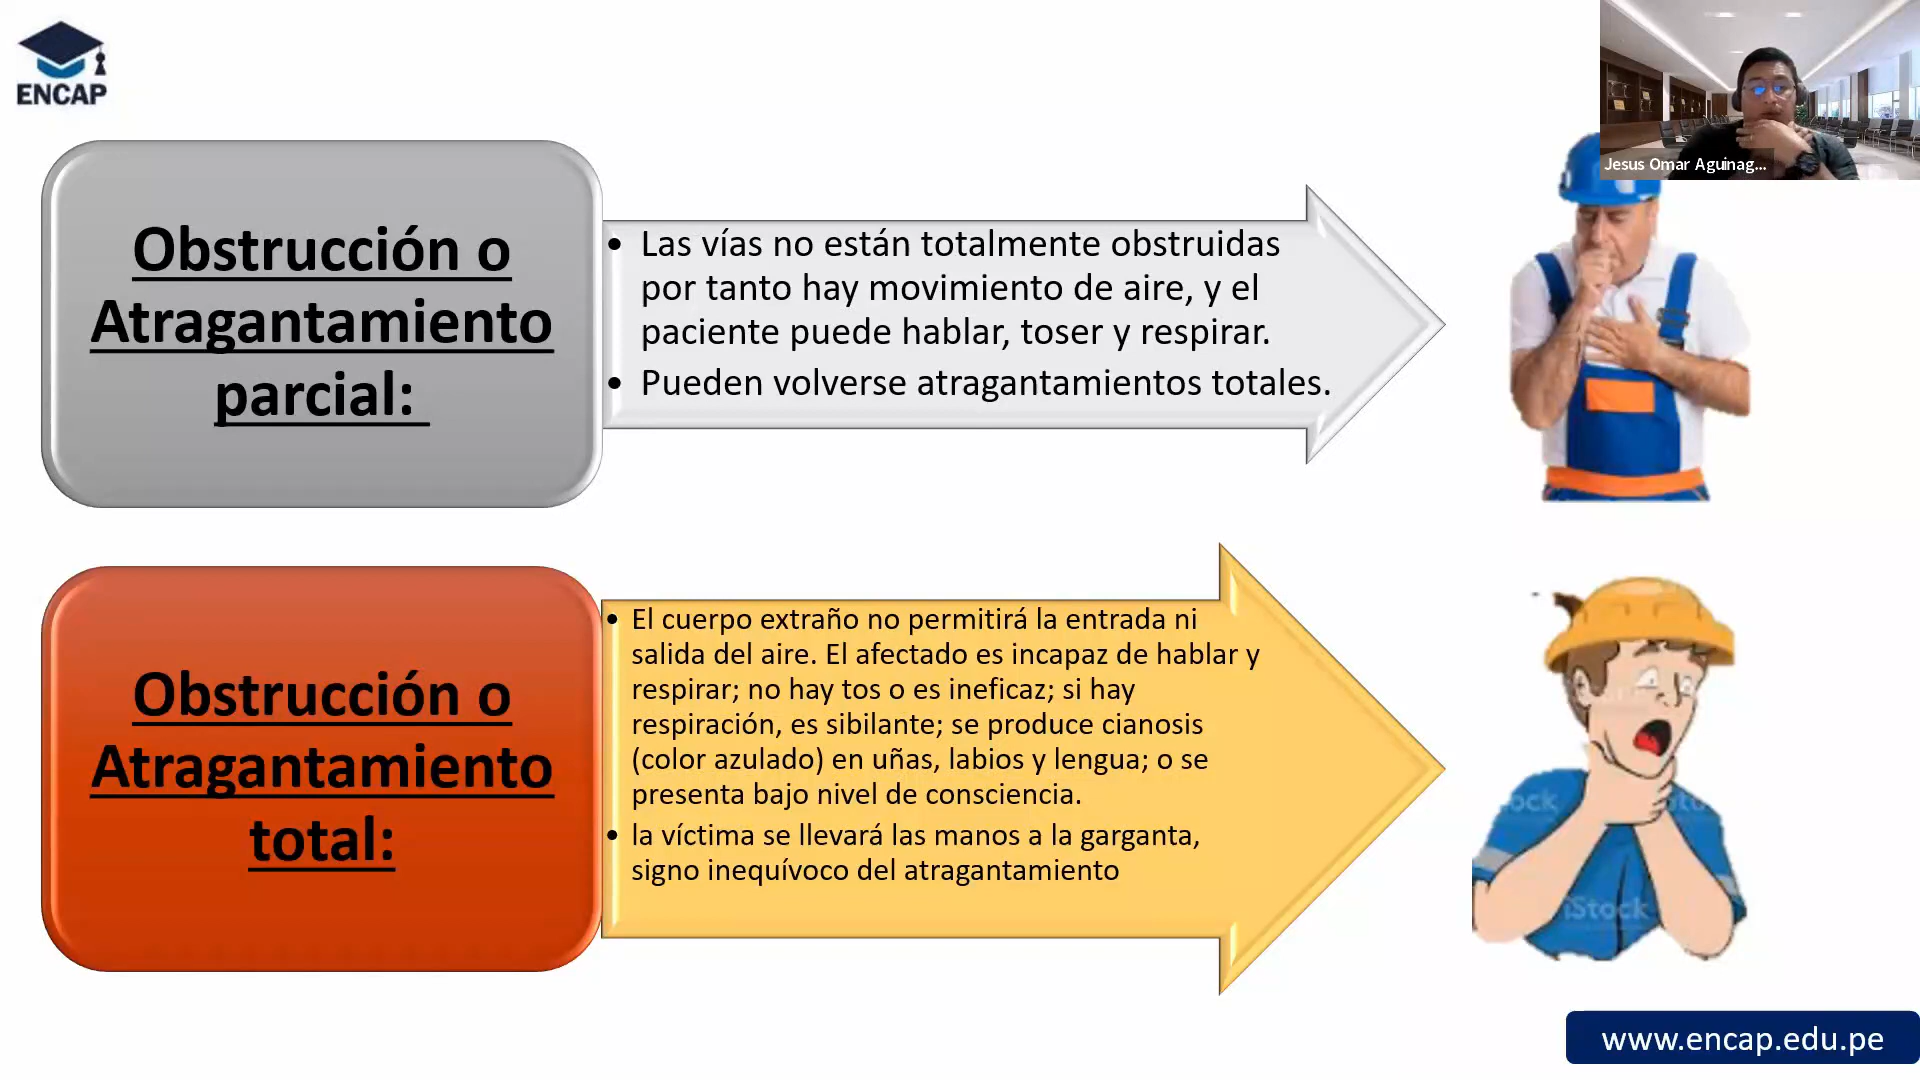 ENCAP
Jesus Omar Aguinag...
Obstrucción o
Atragantamiento
parcial:
• Las vías no están totalmente obstruidas
por tanto hay movimiento de aire, y el
paciente puede hablar, toser y respirar.
• Pueden volverse atragantamientos totales.
Obstrucción o
Atragantamiento
total:
• El cuerpo extraño no permitirá la entrada ni
salida del aire. El afectado es incapaz de hablar y
respirar; no hay tos o es ineficaz; si hay
respiración, es sibilante; se produce cianosis
(color azulado) en uñas, labios y lengua; o se
presenta bajo nivel de consciencia.
• la víctima se llevará las manos a la garganta,
signo inequívoco del atragantamiento
iStock
www.encap.edu.pe